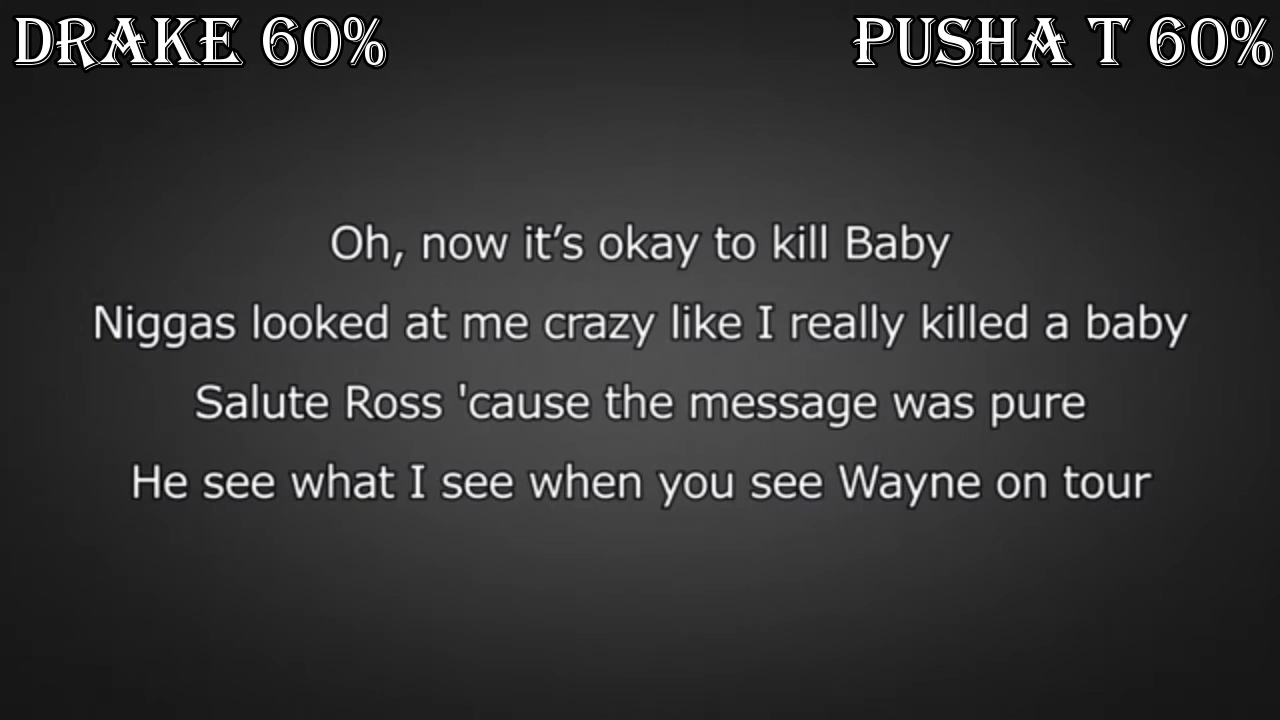 DRAKE 60%
PUSHA T 60%
Oh, now it’s okay to kill Baby
Niggas looked at me crazy like I really killed a baby
Salute Ross 'cause the message was pure
He see what I see when you see Wayne on tour